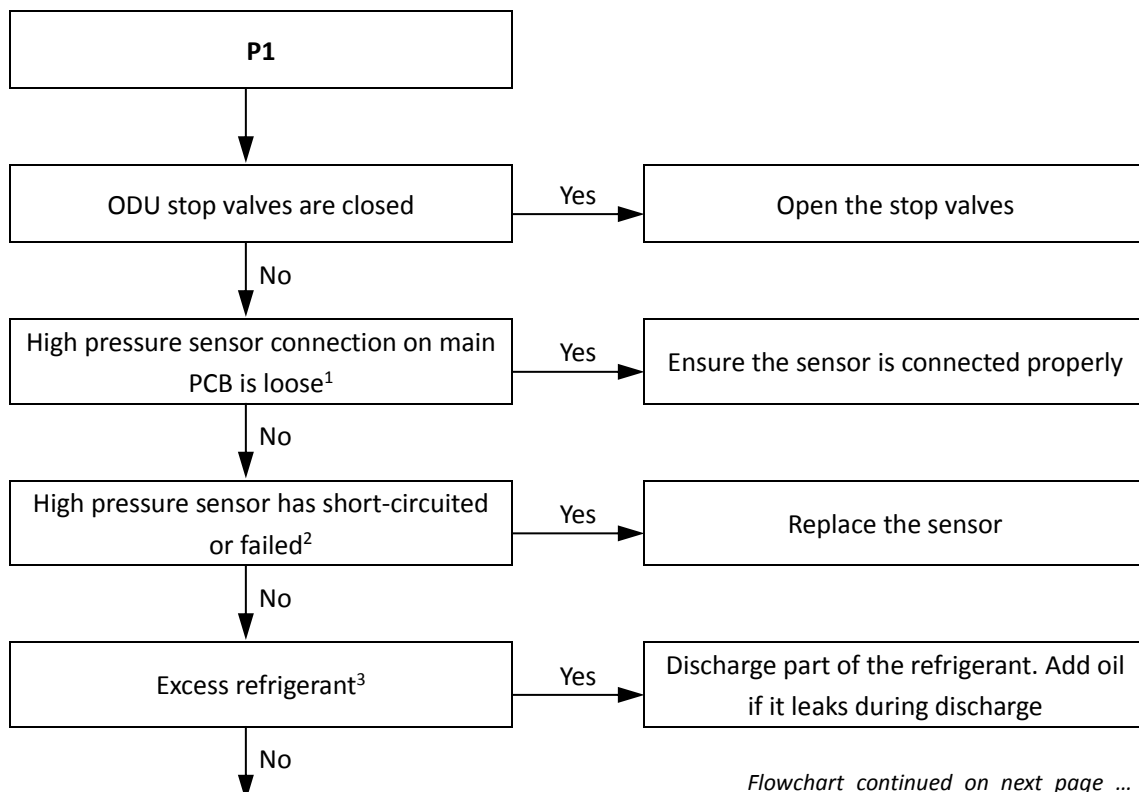 P1
ODU stop valves are closed
Yes
Open the stop valves
No
High pressure sensor connection on main
PCB is loose¹
Yes
Ensure the sensor is connected properly
No
High pressure sensor has short-circuited
or failed²
Yes
Replace the sensor
No
Excess refrigerant³
Yes
Discharge part of the refrigerant. Add oil
if it leaks during discharge
No
Flowchart continued on next page ...